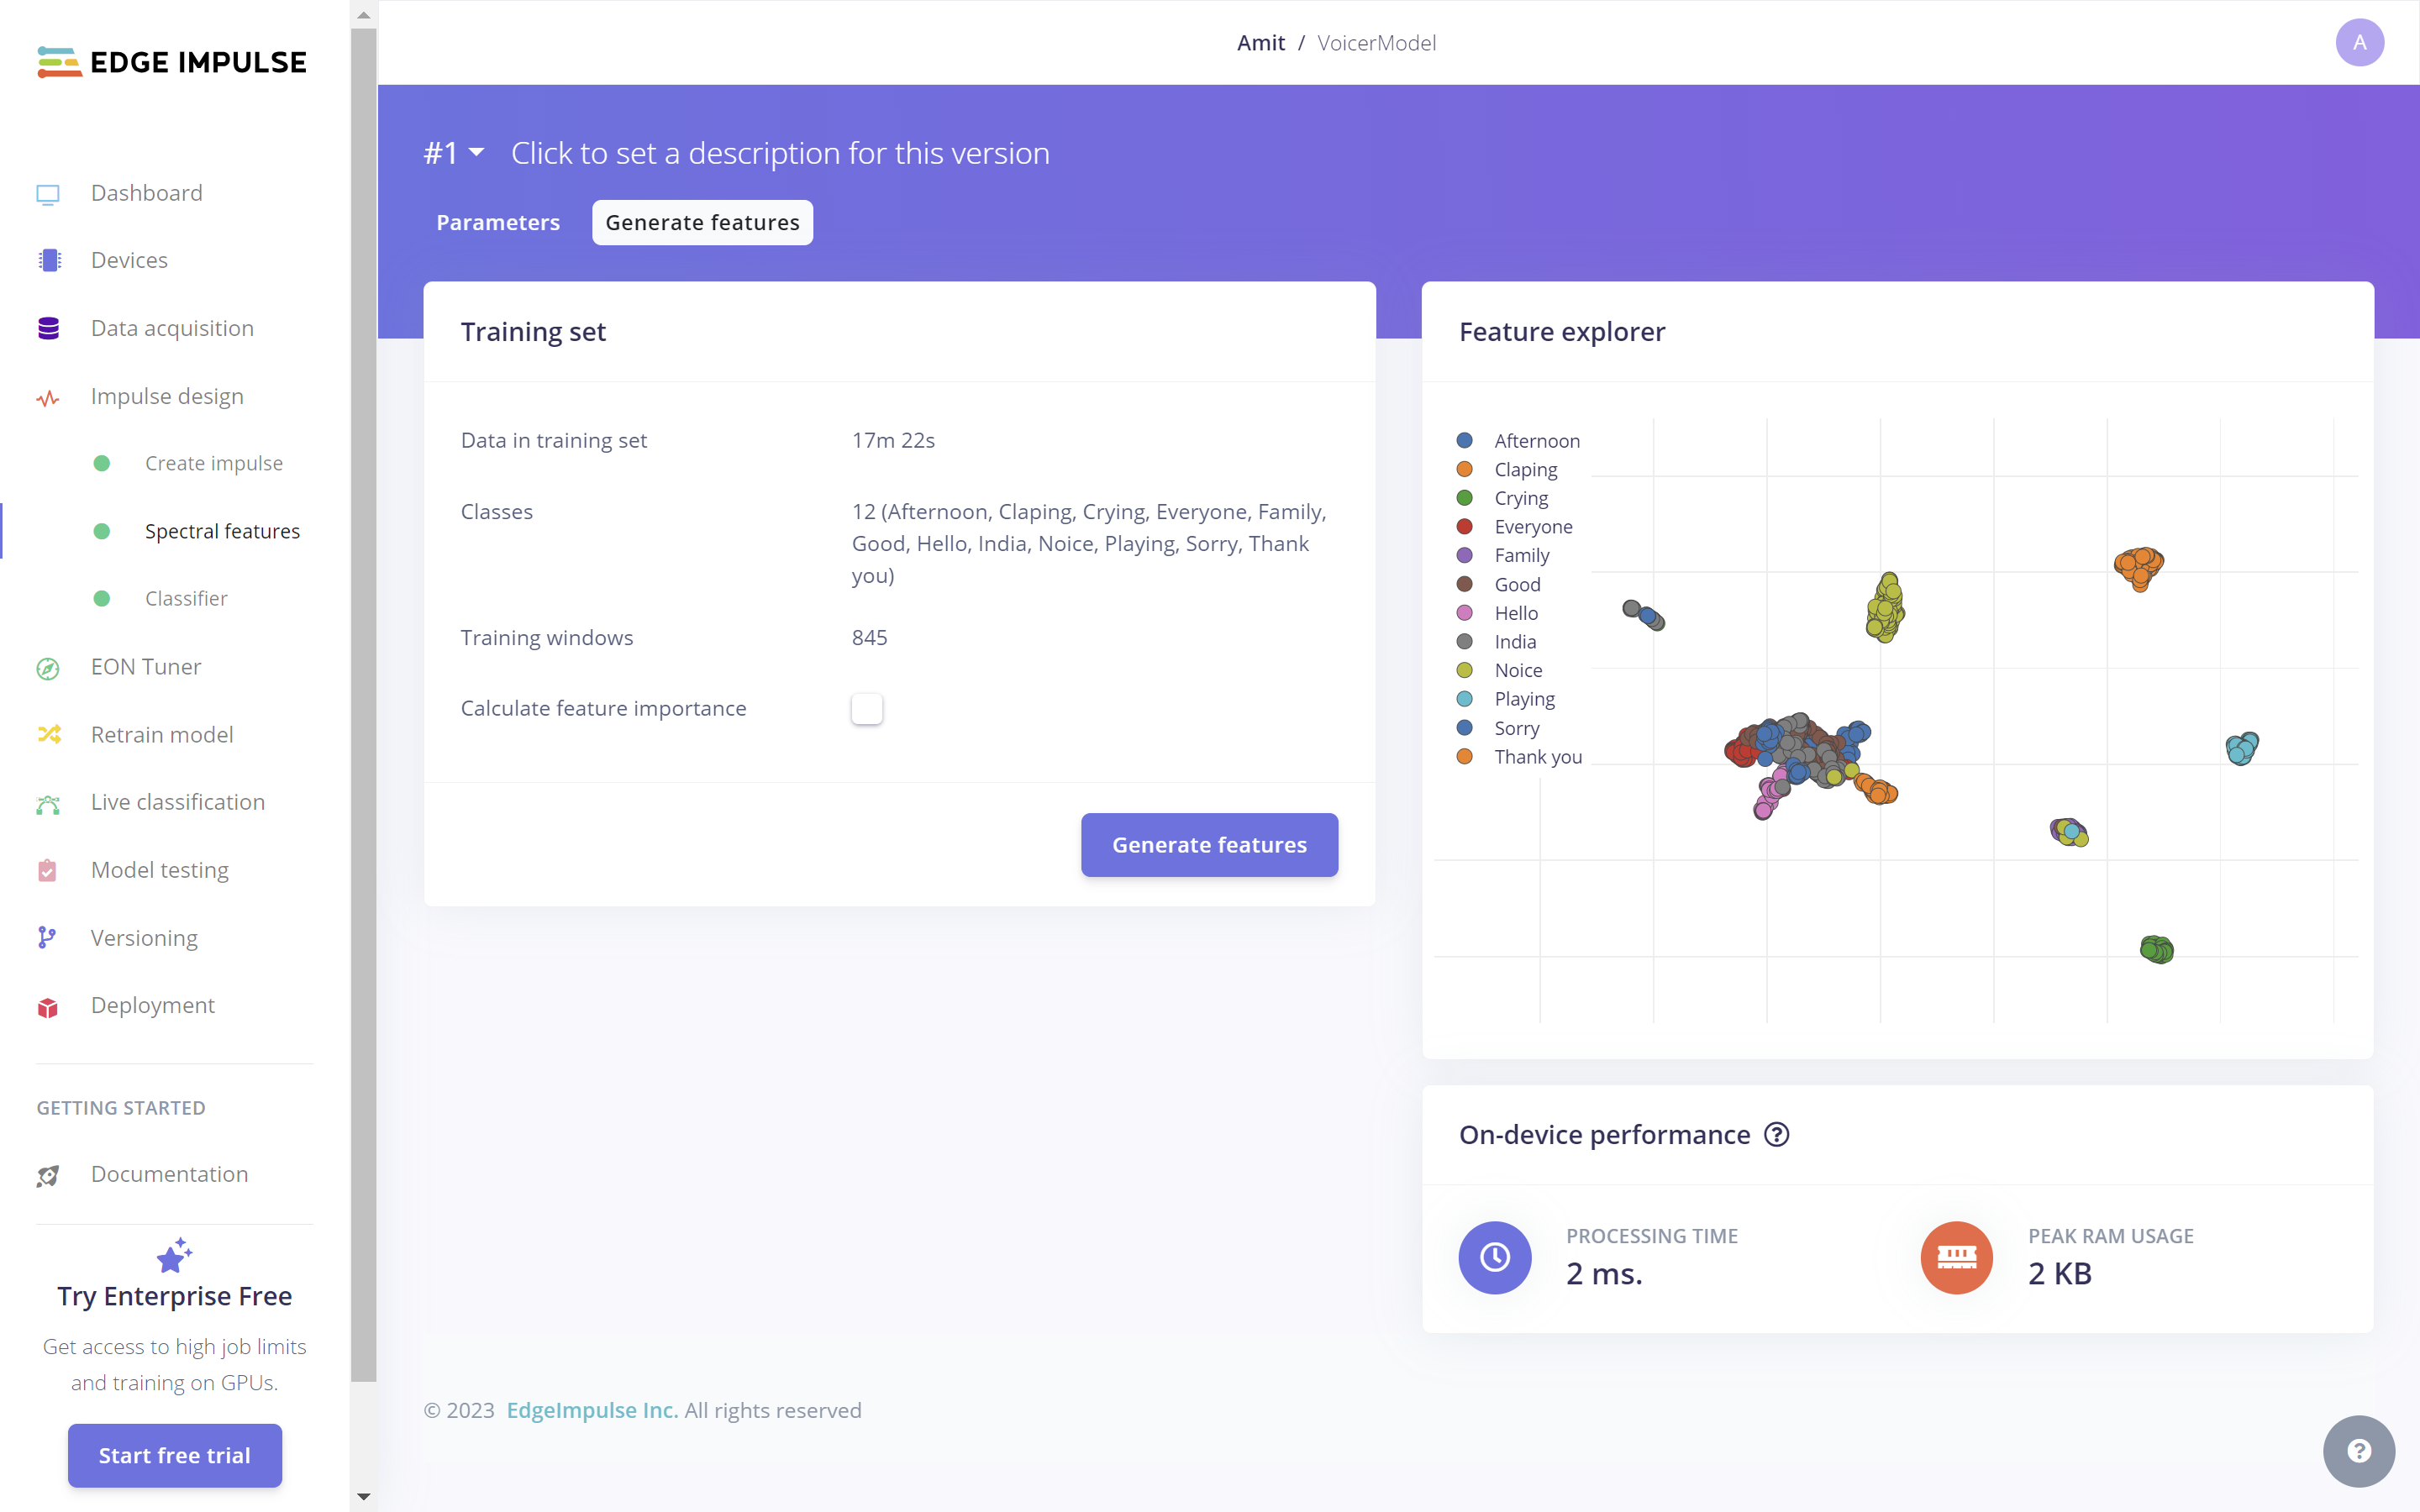 EDGE IMPULSE
Dashboard
Devices
Data acquisition
Impulse design
Create impulse
Spectral features
Classifier
EON Tuner
Retrain model
Live classification
Model testing
Versioning
Deployment
GETTING STARTED
Documentation
Try Enterprise Free
Get access to high job limits
and training on GPUs.
Start free trial
Amit / VoicerModel
A
#1 Click to set a description for this version
Parameters Generate features
Training set
Data in training set 17m 22s
Classes 12 (Afternoon, Claping, Crying, Everyone, Family,
Good, Hello, India, Noice, Playing, Sorry, Thank
you)
Training windows 845
Calculate feature importance
Generate features
Feature explorer
Afternoon
Claping
Crying
Everyone
Family
Good
Hello
India
Noice
Playing
Sorry
Thank you
On-device performance ?
PROCESSING TIME
2 ms.
PEAK RAM USAGE
2 KB
© 2023 EdgeImpulse Inc. All rights reserved
?